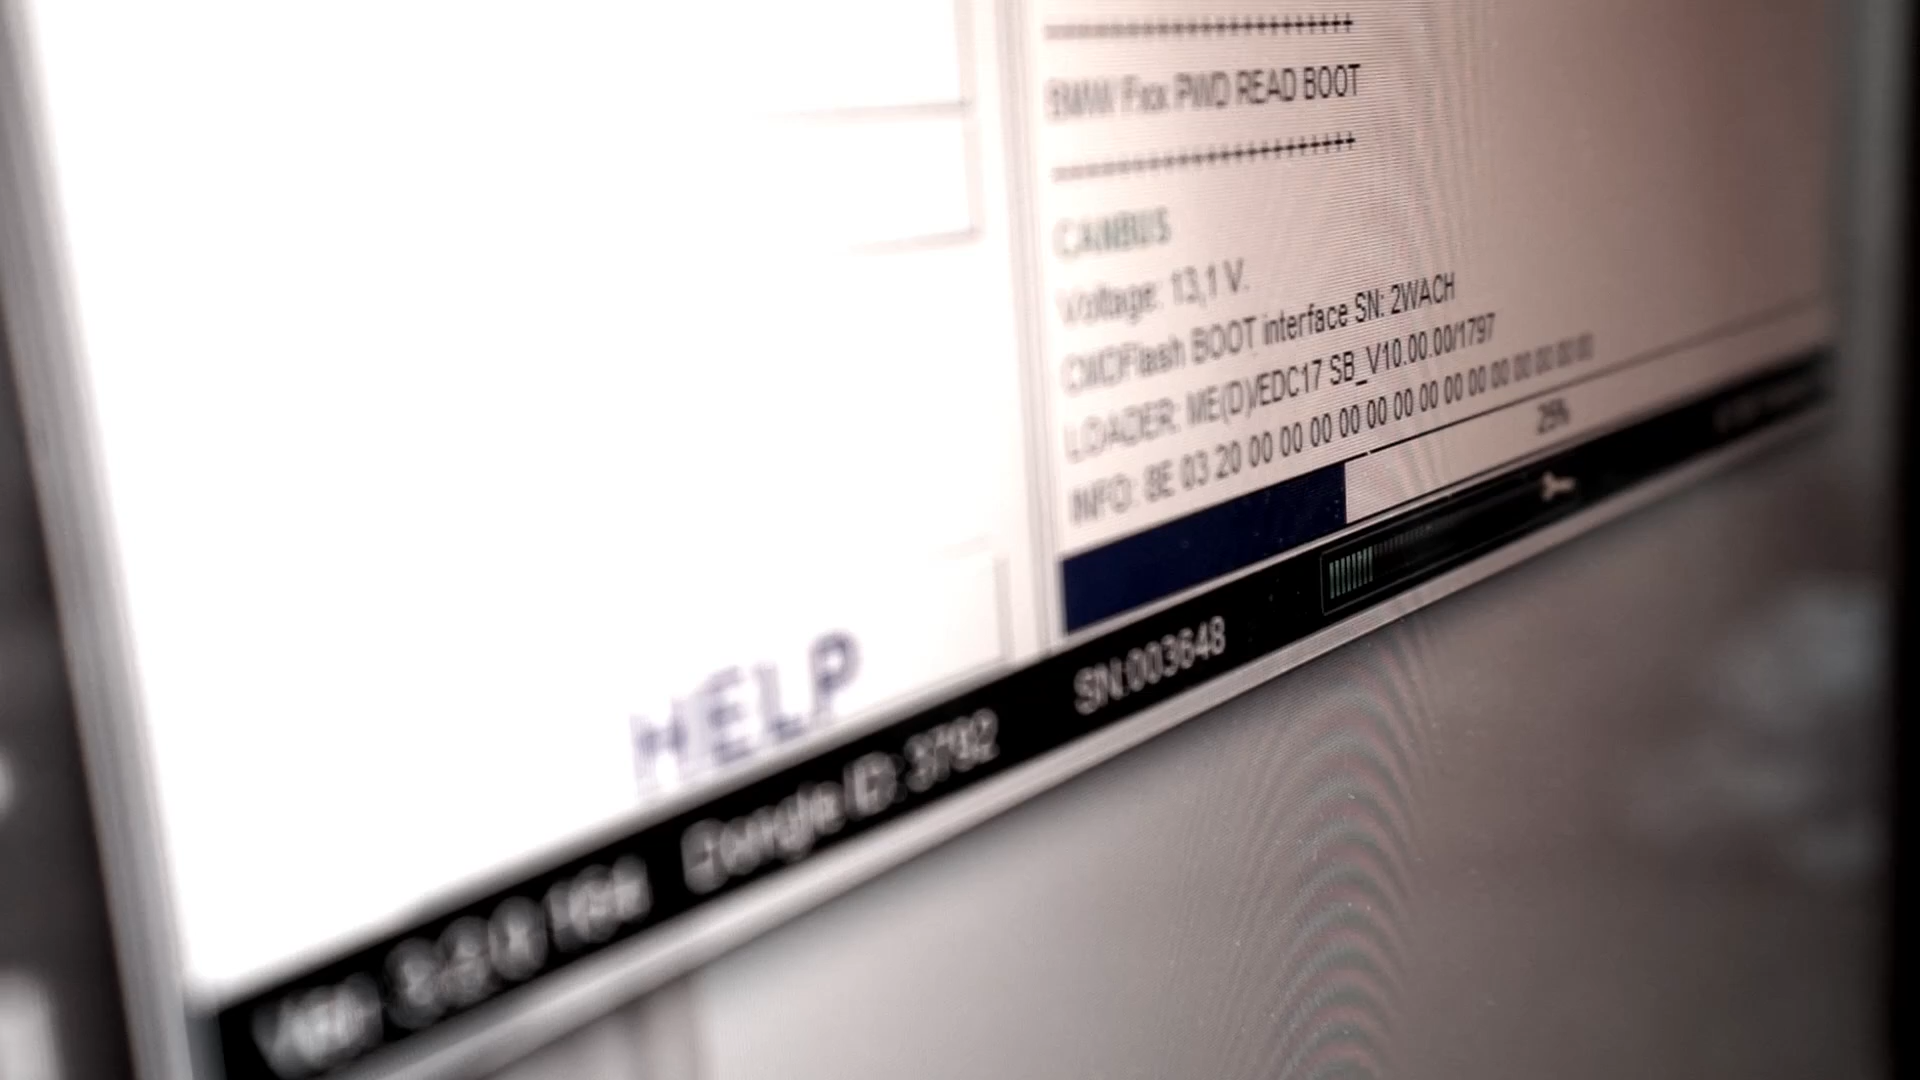 ++++++++++++++++++++++
BMW Fxxx PWD READ BOOT
++++++++++++++++++++++
CANBUS
Voltage: 13,1 V.
CMDFlash BOOT interface SN: 2WACH
LOADER: ME(D)/EDC17 SB_V10.00.00/1797
INFO: 8E 03 20 00 00 00 00 00 00 00 00 00 00 00 00 00
25%
HELP
Dongle ID: 3792
SN:003648